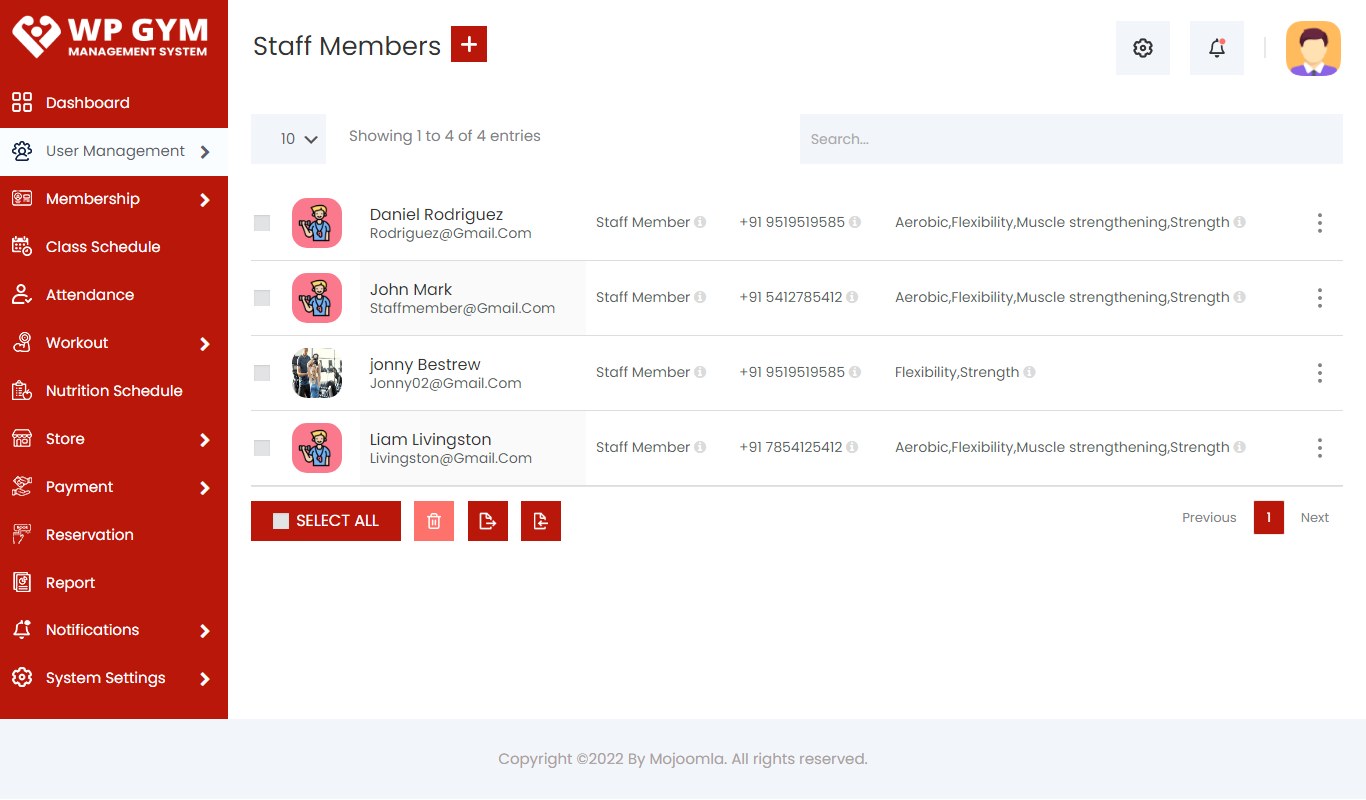 WP GYM
MANAGEMENT SYSTEM
Dashboard
User Management
Membership
Class Schedule
Attendance
Workout
Nutrition Schedule
Store
Payment
Reservation
Report
Notifications
System Settings
Staff Members
10
Showing 1 to 4 of 4 entries
Search...
Daniel Rodriguez
Rodriguez@Gmail.Com
Staff Member
+91 9519519585
Aerobic,Flexibility,Muscle strengthening,Strength
John Mark
Staffmember@Gmail.Com
Staff Member
+91 5412785412
Aerobic,Flexibility,Muscle strengthening,Strength
jonny Bestrew
Jonny02@Gmail.Com
Staff Member
+91 9519519585
Flexibility,Strength
Liam Livingston
Livingston@Gmail.Com
Staff Member
+91 7854125412
Aerobic,Flexibility,Muscle strengthening,Strength
SELECT ALL
Previous
1
Next
Copyright ©2022 By Mojoomla. All rights reserved.